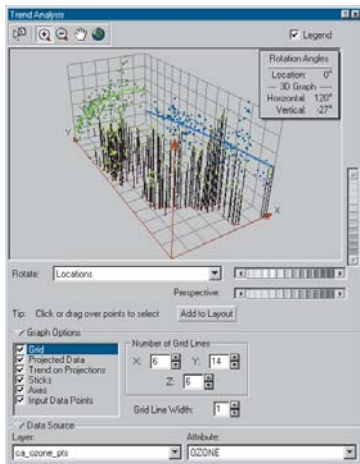 Trend Analysis
Legend
Rotation Angles
Location: 0°
3D Graph
Horizontal: 120°
Vertical: -27°
Y
X
Rotate: Locations
Perspective:
Tip: Click or drag over points to select Add to Layout
Graph Options
Grid
Projected Data
Trend on Projections
Sticks
Axes
Input Data Points
Number of Grid Lines
X: 6 Y: 14
Z: 6
Grid Line Width: 1
Data Source
Layer: Attribute:
ca_ozone_pts OZONE